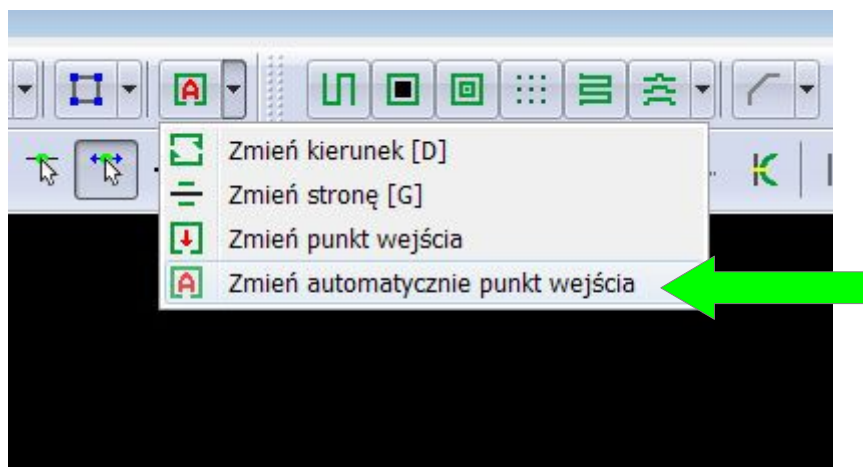 Zmień kierunek [D]
Zmień stronę [G]
Zmień punkt wejścia
Zmień automatycznie punkt wejścia